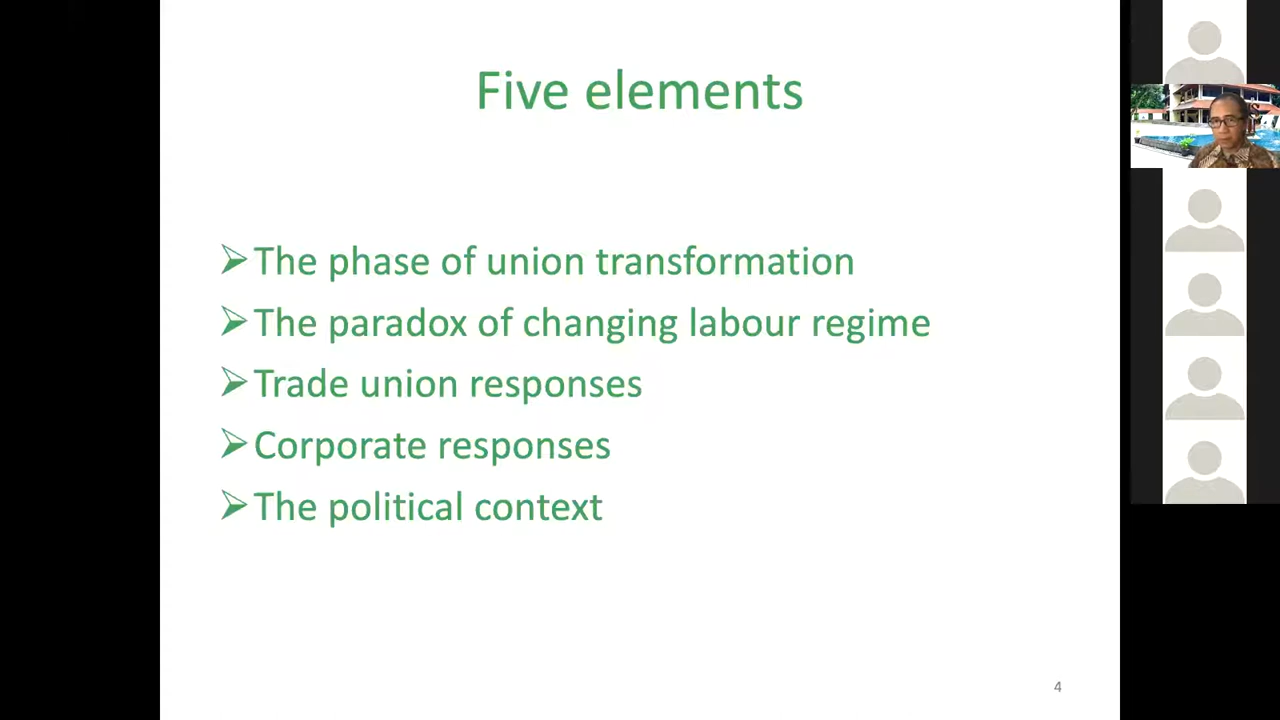 Five elements
➢The phase of union transformation
➢The paradox of changing labour regime
➢Trade union responses
➢Corporate responses
➢The political context
4